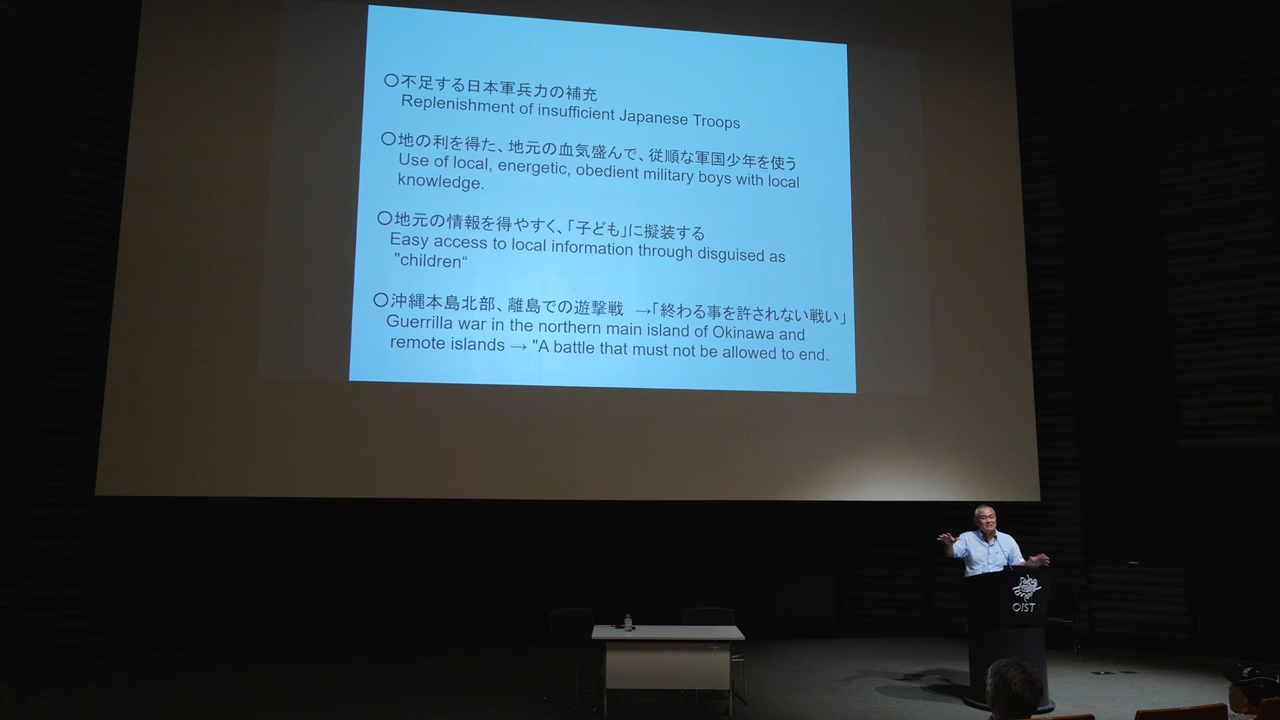 ○不足する日本軍兵力の補充
Replenishment of insufficient Japanese Troops
○地の利を得た、地元の血気盛んで、従順な軍国少年を使う
Use of local, energetic, obedient military boys with local
knowledge.
○地元の情報を得やすく、「子ども」に擬装する
Easy access to local information through disguised as
"children“
○沖縄本島北部、離島での遊撃戦　→「終わる事を許されない戦い」
Guerrilla war in the northern main island of Okinawa and
remote islands → "A battle that must not be allowed to end.
OIST